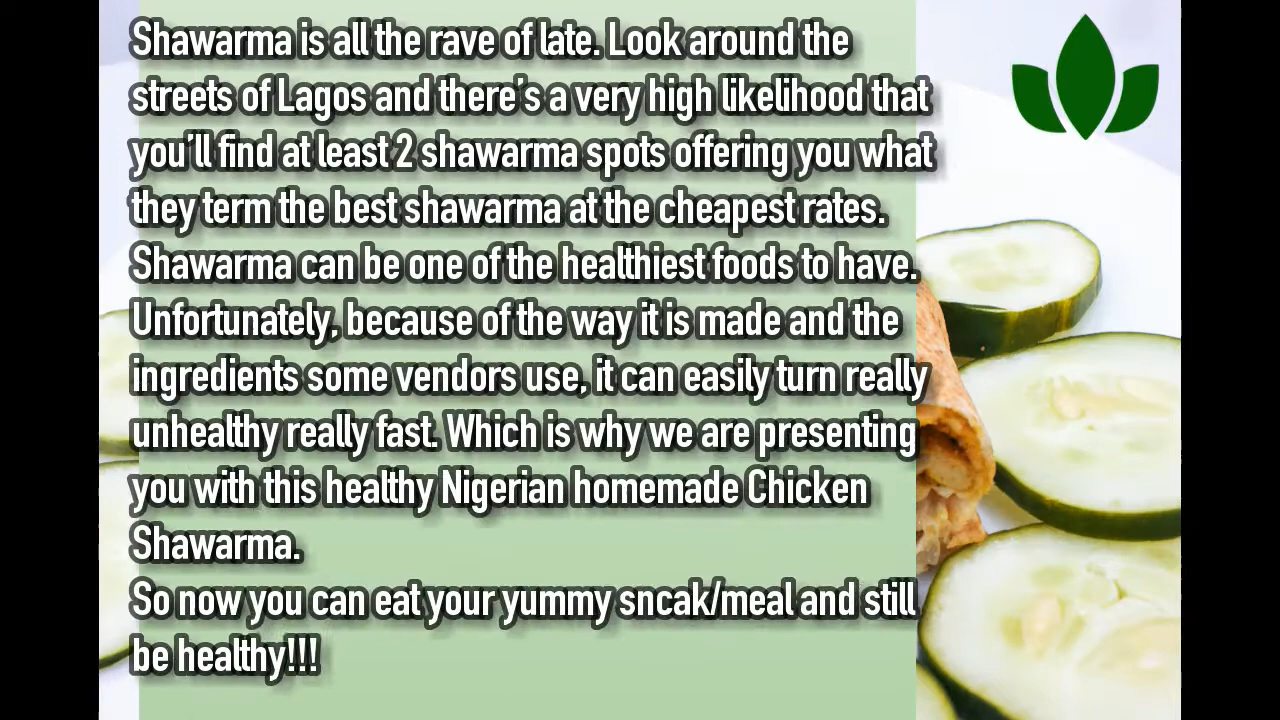 Shawarma is all the rave of late. Look around the
streets of Lagos and there's a very high likelihood that
you'll find at least 2 shawarma spots offering you what
they term the best shawarma at the cheapest rates.
Shawarma can be one of the healthiest foods to have.
Unfortunately, because of the way it is made and the
ingredients some vendors use, it can easily turn really
unhealthy really fast. Which is why we are presenting
you with this healthy Nigerian homemade Chicken
Shawarma.
So now you can eat your yummy sncak/meal and still
be healthy!!!